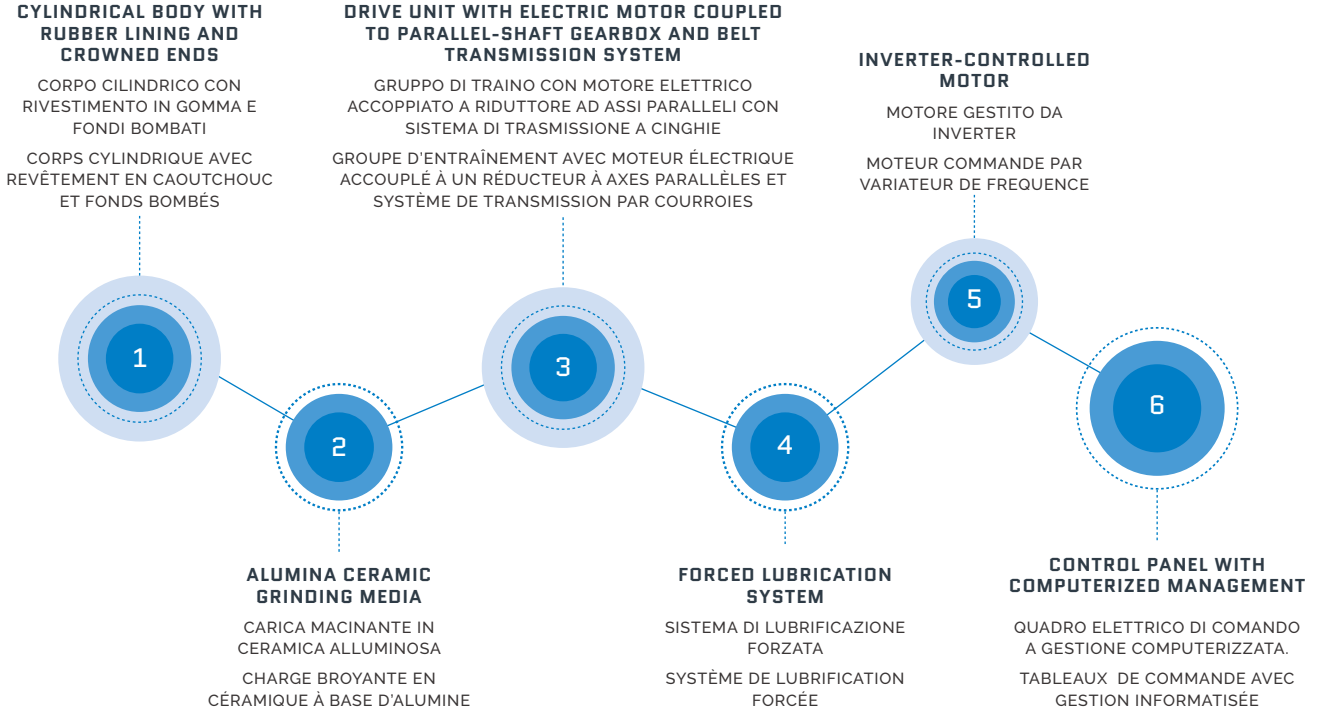 CYLINDRICAL BODY WITH
RUBBER LINING AND
CROWNED ENDS
CORPO CILINDRICO CON
RIVESTIMENTO IN GOMMA E
FONDI BOMBATI
CORPS CYLINDRIQUE AVEC
REVÊTEMENT EN CAOUTCHOUC
ET FONDS BOMBÉS
1
2
ALUMINA CERAMIC
GRINDING MEDIA
CARICA MACINANTE IN
CERAMICA ALLUMINOSA
CHARGE BROYANTE EN
CÉRAMIQUE À BASE D'ALUMINE
DRIVE UNIT WITH ELECTRIC MOTOR COUPLED
TO PARALLEL-SHAFT GEARBOX AND BELT
TRANSMISSION SYSTEM
GRUPPO DI TRAINO CON MOTORE ELETTRICO
ACCOPPIATO A RIDUTTORE AD ASSI PARALLELI CON
SISTEMA DI TRASMISSIONE A CINGHIE
GROUPE D'ENTRAÎNEMENT AVEC MOTEUR ÉLECTRIQUE
ACCOUPLÉ À UN RÉDUCTEUR À AXES PARALLÈLES ET
SYSTÈME DE TRANSMISSION PAR COURROIES
3
4
FORCED LUBRICATION
SYSTEM
SISTEMA DI LUBRIFICAZIONE
FORZATA
SYSTÈME DE LUBRIFICATION
FORCÉE
INVERTER-CONTROLLED
MOTOR
MOTORE GESTITO DA
INVERTER
MOTEUR COMMANDE PAR
VARIATEUR DE FREQUENCE
5
6
CONTROL PANEL WITH
COMPUTERIZED MANAGEMENT
QUADRO ELETTRICO DI COMANDO
A GESTIONE COMPUTERIZZATA.
TABLEAUX DE COMMANDE AVEC
GESTION INFORMATISÉE